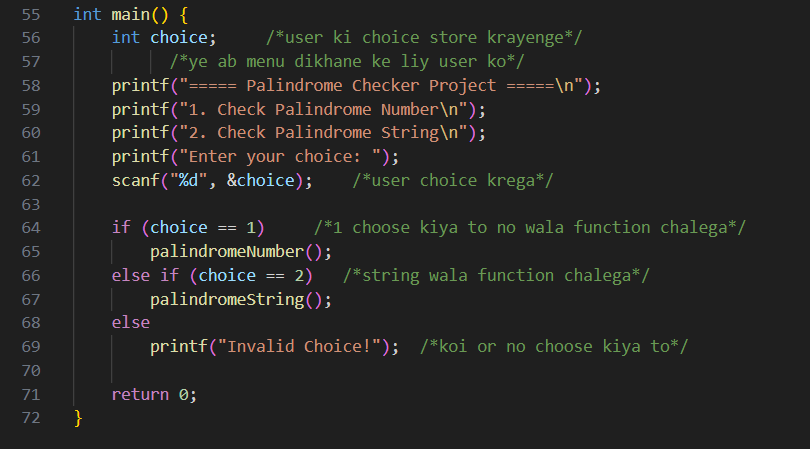 55 int main() {
56     int choice;     /*user ki choice store krayenge*/
57           /*ye ab menu dikhane ke liy user ko*/
58     printf("===== Palindrome Checker Project =====\n");
59     printf("1. Check Palindrome Number\n");
60     printf("2. Check Palindrome String\n");
61     printf("Enter your choice: ");
62     scanf("%d", &choice);    /*user choice krega*/
63
64     if (choice == 1)     /*1 choose kiya to no wala function chalega*/
65         palindromeNumber();
66     else if (choice == 2)   /*string wala function chalega*/
67         palindromeString();
68     else
69         printf("Invalid Choice!");  /*koi or no choose kiya to*/
70
71     return 0;
72 }